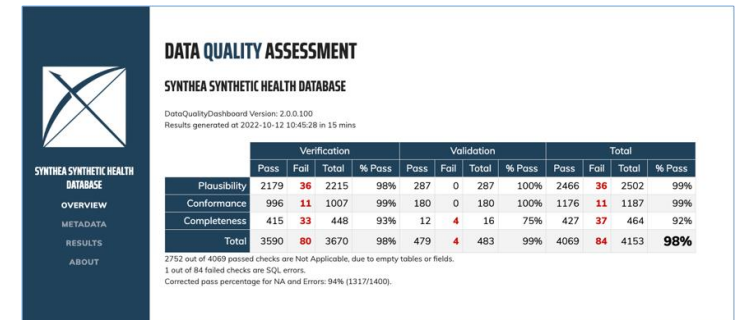 DATA QUALITY ASSESSMENT
SYNTHEA SYNTHETIC HEALTH DATABASE
DataQualityDashboard Version: 2.0.0.100
Results generated at 2022-10-12 10:45:28 in 15 mins
SYNTHEA SYNTHETIC HEALTH
DATABASE
OVERVIEW
METADATA
RESULTS
ABOUT
Verification Validation Total
Pass Fail Total % Pass Pass Fail Total % Pass Pass Fail Total % Pass
Plausibility 2179 36 2215 98% 287 0 287 100% 2466 36 2502 99%
Conformance 996 11 1007 99% 180 0 180 100% 1176 11 1187 99%
Completeness 415 33 448 93% 12 4 16 75% 427 37 464 92%
Total 3590 80 3670 98% 479 4 483 99% 4069 84 4153 98%
2752 out of 4069 passed checks are Not Applicable, due to empty tables or fields.
1 out of 84 failed checks are SQL errors.
Corrected pass percentage for NA and Errors: 94% (1317/1400).